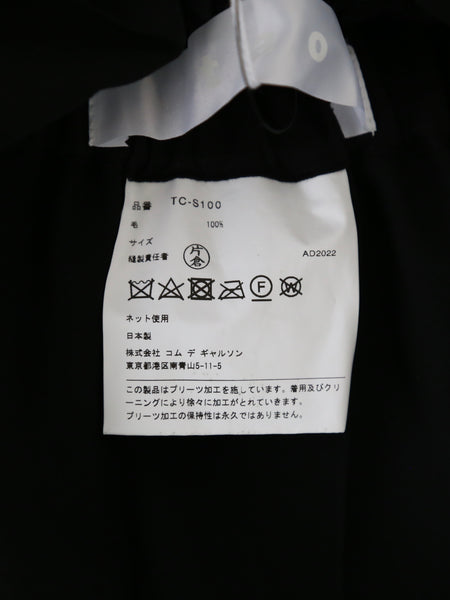 品番 TC-S100
毛 100%
サイズ
縫製責任者 片倉 AD2022
F W
ネット使用
日本製
株式会社 コム デ ギャルソン
東京都港区南青山5-11-5
この製品はプリーツ加工を施しています。着用及びクリ
ーニングにより徐々に加工がとれていきます。
プリーツ加工の保持性は永久ではありません。